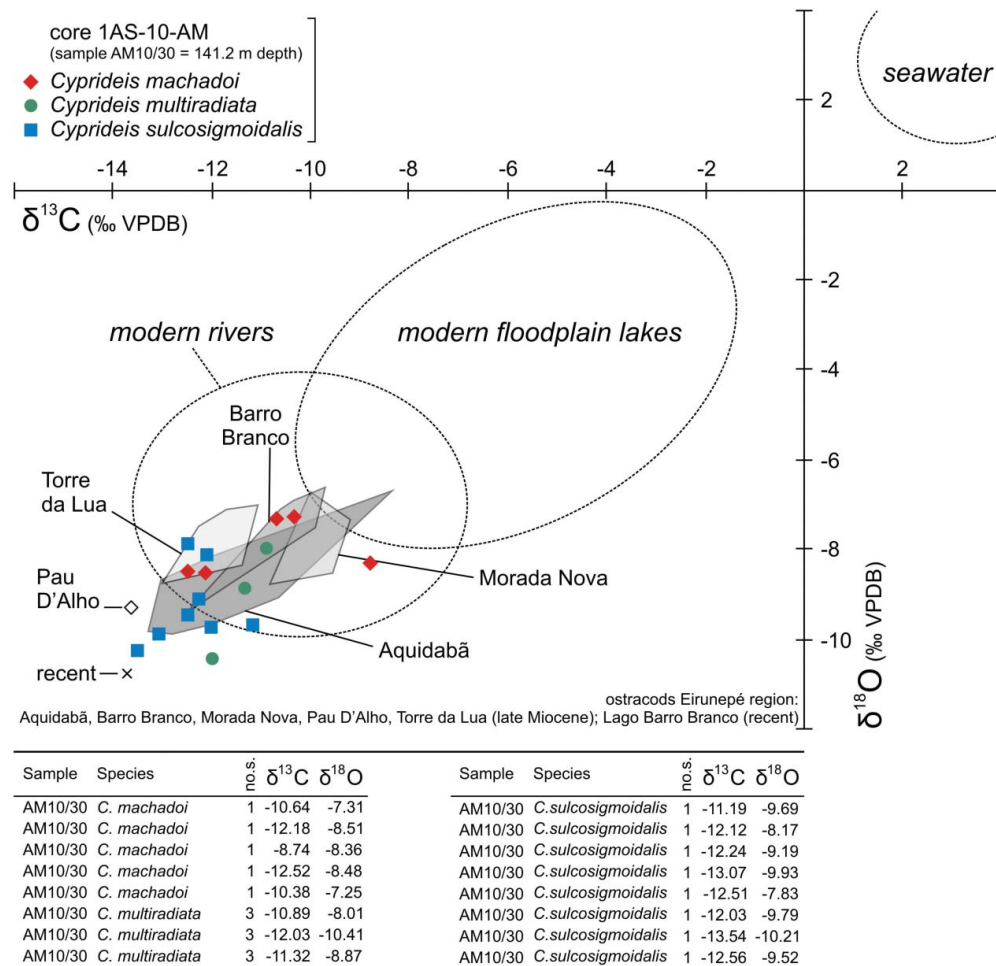 core 1AS-10-AM
(sample AM10/30 = 141.2 m depth)
Cyprideis machadoi
Cyprideis multiradiata
Cyprideis sulcosigmoidalis
seawater
2
-14 -12 -10 -8 -6 -4 -2 2
δ13C (‰ VPDB)
-2
modern rivers
modern floodplain lakes
-4
Barro
Branco
-6
Torre
da Lua
-8
Morada Nova
Pau
D'Alho
-10
Aquidabã
recent
δ18O (‰ VPDB)
ostracods Eirunepé region:
Aquidabã, Barro Branco, Morada Nova, Pau D'Alho, Torre da Lua (late Miocene); Lago Barro Branco (recent)
Sample Species no.s. δ13C δ18O
AM10/30 C. machadoi 1 -10.64 -7.31
AM10/30 C. machadoi 1 -12.18 -8.51
AM10/30 C. machadoi 1 -8.74 -8.36
AM10/30 C. machadoi 1 -12.52 -8.48
AM10/30 C. machadoi 1 -10.38 -7.25
AM10/30 C. multiradiata 3 -10.89 -8.01
AM10/30 C. multiradiata 3 -12.03 -10.41
AM10/30 C. multiradiata 3 -11.32 -8.87
Sample Species no.s. δ13C δ18O
AM10/30 C.sulcosigmoidalis 1 -11.19 -9.69
AM10/30 C.sulcosigmoidalis 1 -12.12 -8.17
AM10/30 C.sulcosigmoidalis 1 -12.24 -9.19
AM10/30 C.sulcosigmoidalis 1 -13.07 -9.93
AM10/30 C.sulcosigmoidalis 1 -12.51 -7.83
AM10/30 C.sulcosigmoidalis 1 -12.03 -9.79
AM10/30 C.sulcosigmoidalis 1 -13.54 -10.21
AM10/30 C.sulcosigmoidalis 1 -12.56 -9.52